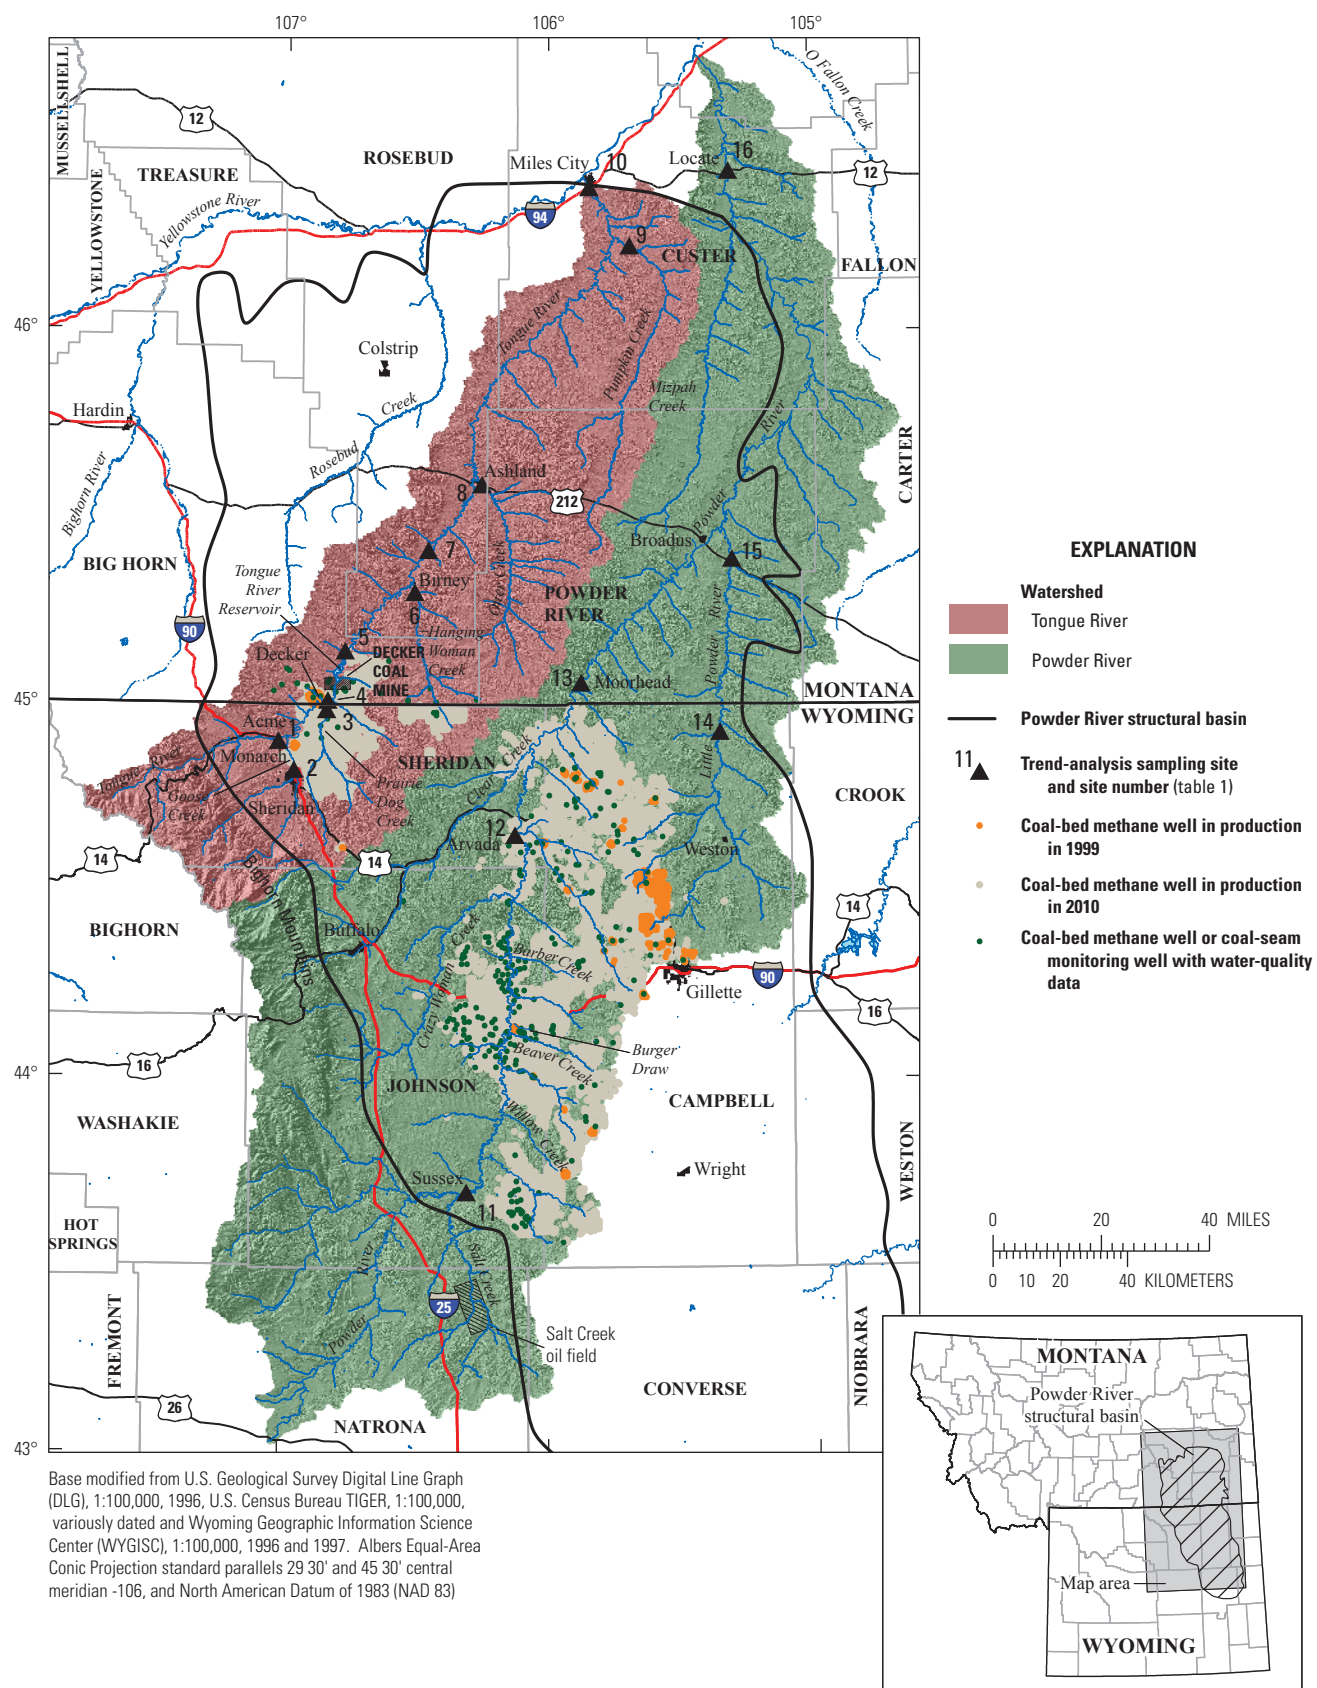 107°
106°
105°
MUSSELSHELL
12
ROSEBUD
TREASURE
YELLOWSTONE
Yellowstone River
Miles City
10
Locate
16
O Fallon Creek
12
94
9
CUSTER
FALLON
46°
Tongue River
Pumpkin Creek
Mizpah
Creek
Colstrip
Creek
Rosebud
Hardin
Bighorn River
River
CARTER
Ashland
8
212
Powder
Broadus
15
BIG HORN
7
Birney
6
Otter Creek
POWDER
RIVER
Tongue
River
Reservoir
90
Hanging
Woman
Creek
5
DECKER
COAL
MINE
Decker
4
Powder River
13
Moorhead
45°
MONTANA
WYOMING
Acme
1
3
Monarch
2
Tongue River
Goose
Creek
Sheridan
SHERIDAN
Prairie
Dog
Creek
Clear
Creek
14
Little
CROOK
12
Arvada
Weston
14
14
14
Bighorn Mountains
BIGHORN
Buffalo
Crazy Woman Creek
Barber Creek
90
Gillette
16
16
Beaver Creek
Burger
Draw
44°
JOHNSON
CAMPBELL
WASHAKIE
Willow Creek
WESTON
Wright
Sussex
11
HOT
SPRINGS
River
Salt Creek
25
Powder
Salt Creek
oil field
FREMONT
NIOBRARA
CONVERSE
26
NATRONA
43°
EXPLANATION
Watershed
Tongue River
Powder River
Powder River structural basin
11
Trend-analysis sampling site
and site number (table 1)
Coal-bed methane well in production
in 1999
Coal-bed methane well in production
in 2010
Coal-bed methane well or coal-seam
monitoring well with water-quality
data
0 20 40 MILES
0 10 20 40 KILOMETERS
MONTANA
Powder River
structural basin
Map area
WYOMING
Base modified from U.S. Geological Survey Digital Line Graph
(DLG), 1:100,000, 1996, U.S. Census Bureau TIGER, 1:100,000,
variously dated and Wyoming Geographic Information Science
Center (WYGISC), 1:100,000, 1996 and 1997. Albers Equal-Area
Conic Projection standard parallels 29 30' and 45 30' central
meridian -106, and North American Datum of 1983 (NAD 83)